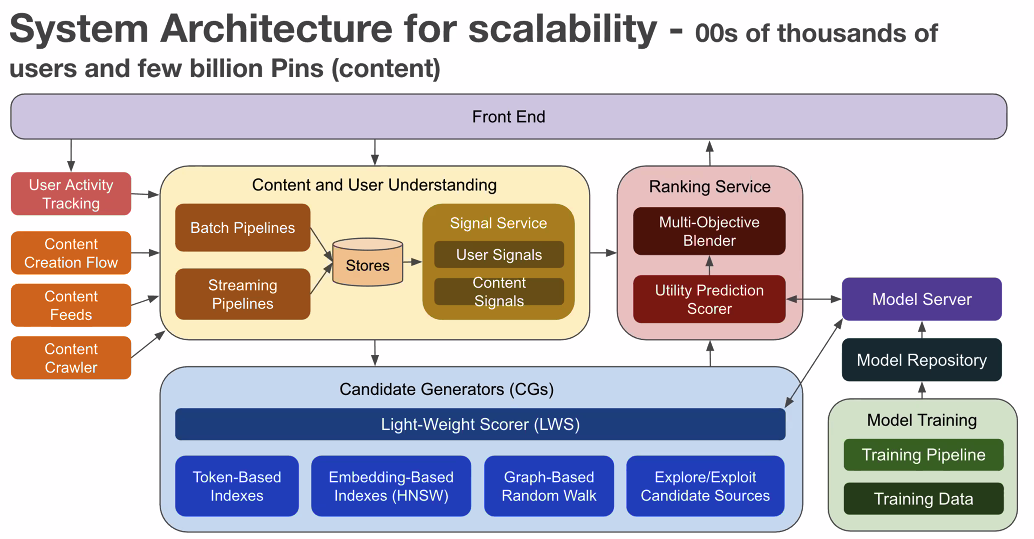 System Architecture for scalability - 00s of thousands of
users and few billion Pins (content)
Front End
User Activity
Tracking
Content
Creation Flow
Content
Feeds
Content
Crawler
Content and User Understanding
Batch Pipelines
Streaming
Pipelines
Stores
Signal Service
User Signals
Content
Signals
Ranking Service
Multi-Objective
Blender
Utility Prediction
Scorer
Model Server
Model Repository
Model Training
Training Pipeline
Training Data
Candidate Generators (CGs)
Light-Weight Scorer (LWS)
Token-Based
Indexes
Embedding-Based
Indexes (HNSW)
Graph-Based
Random Walk
Explore/Exploit
Candidate Sources